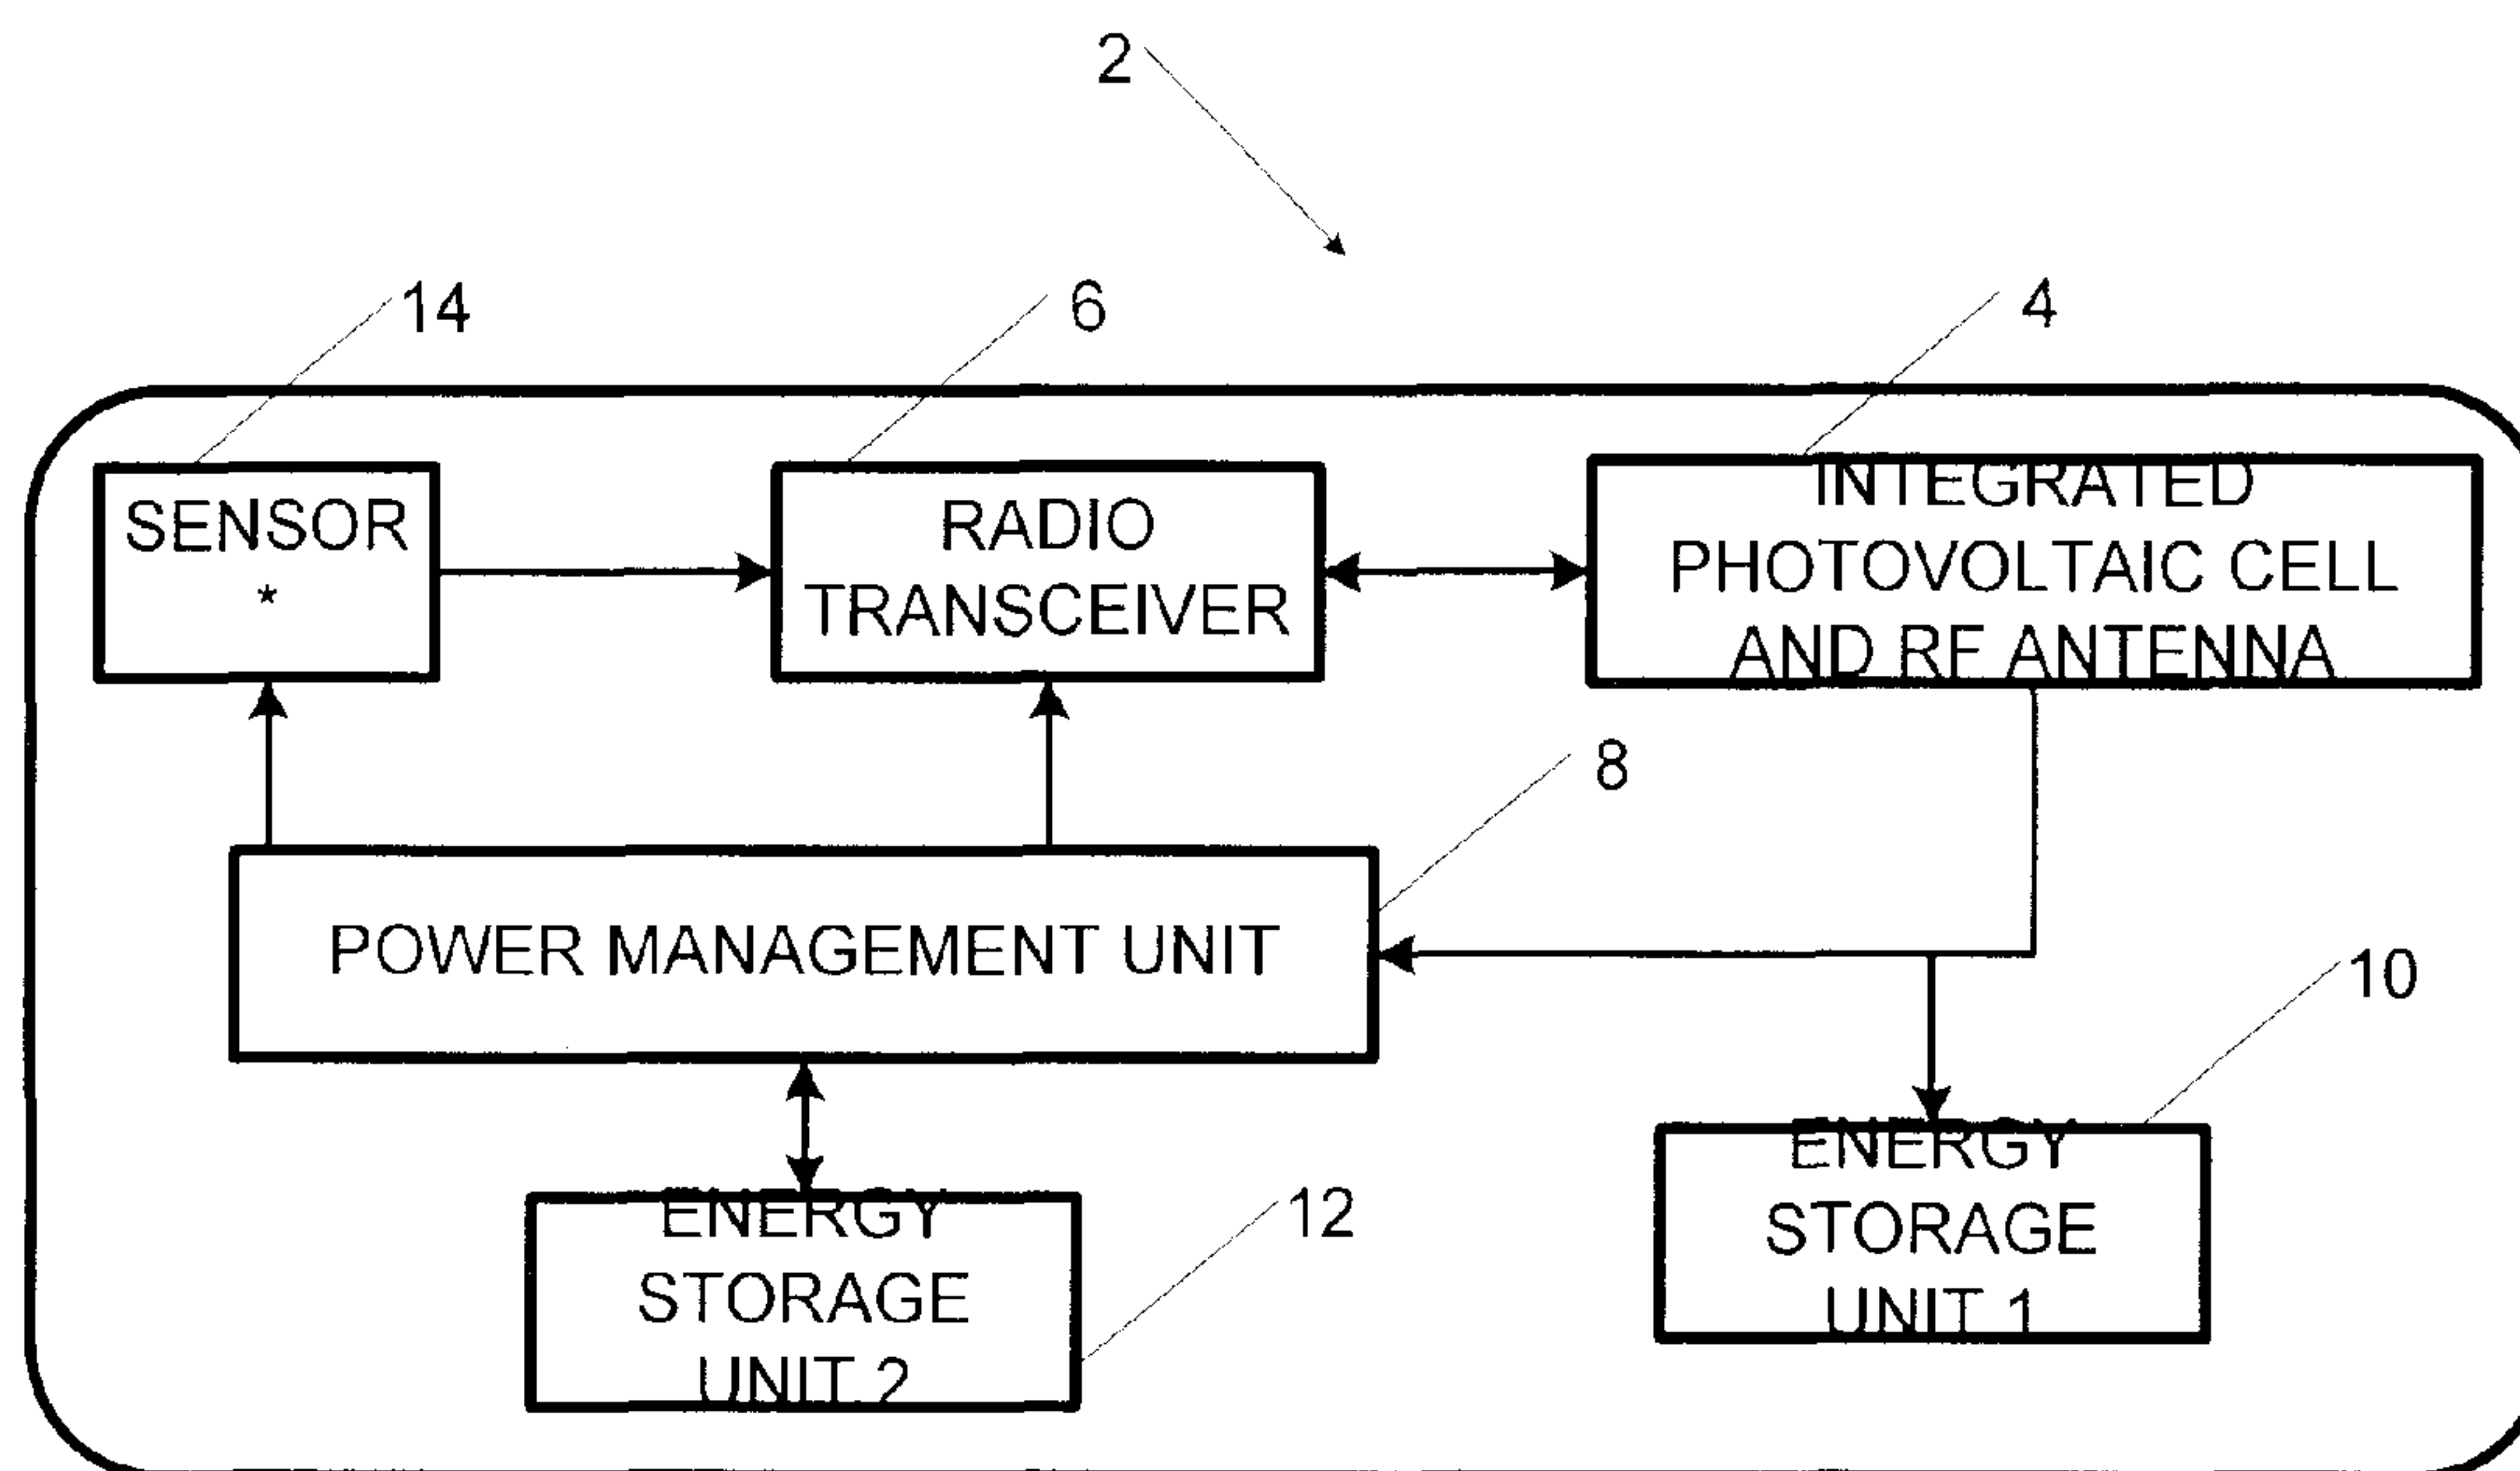 2
14
6
4
SENSOR
*
RADIO
TRANSCEIVER
INTEGRATED
PHOTOVOLTAIC CELL
AND RF ANTENNA
8
POWER MANAGEMENT UNIT
10
ENERGY
STORAGE
UNIT 1
12
ENERGY
STORAGE
UNIT 2